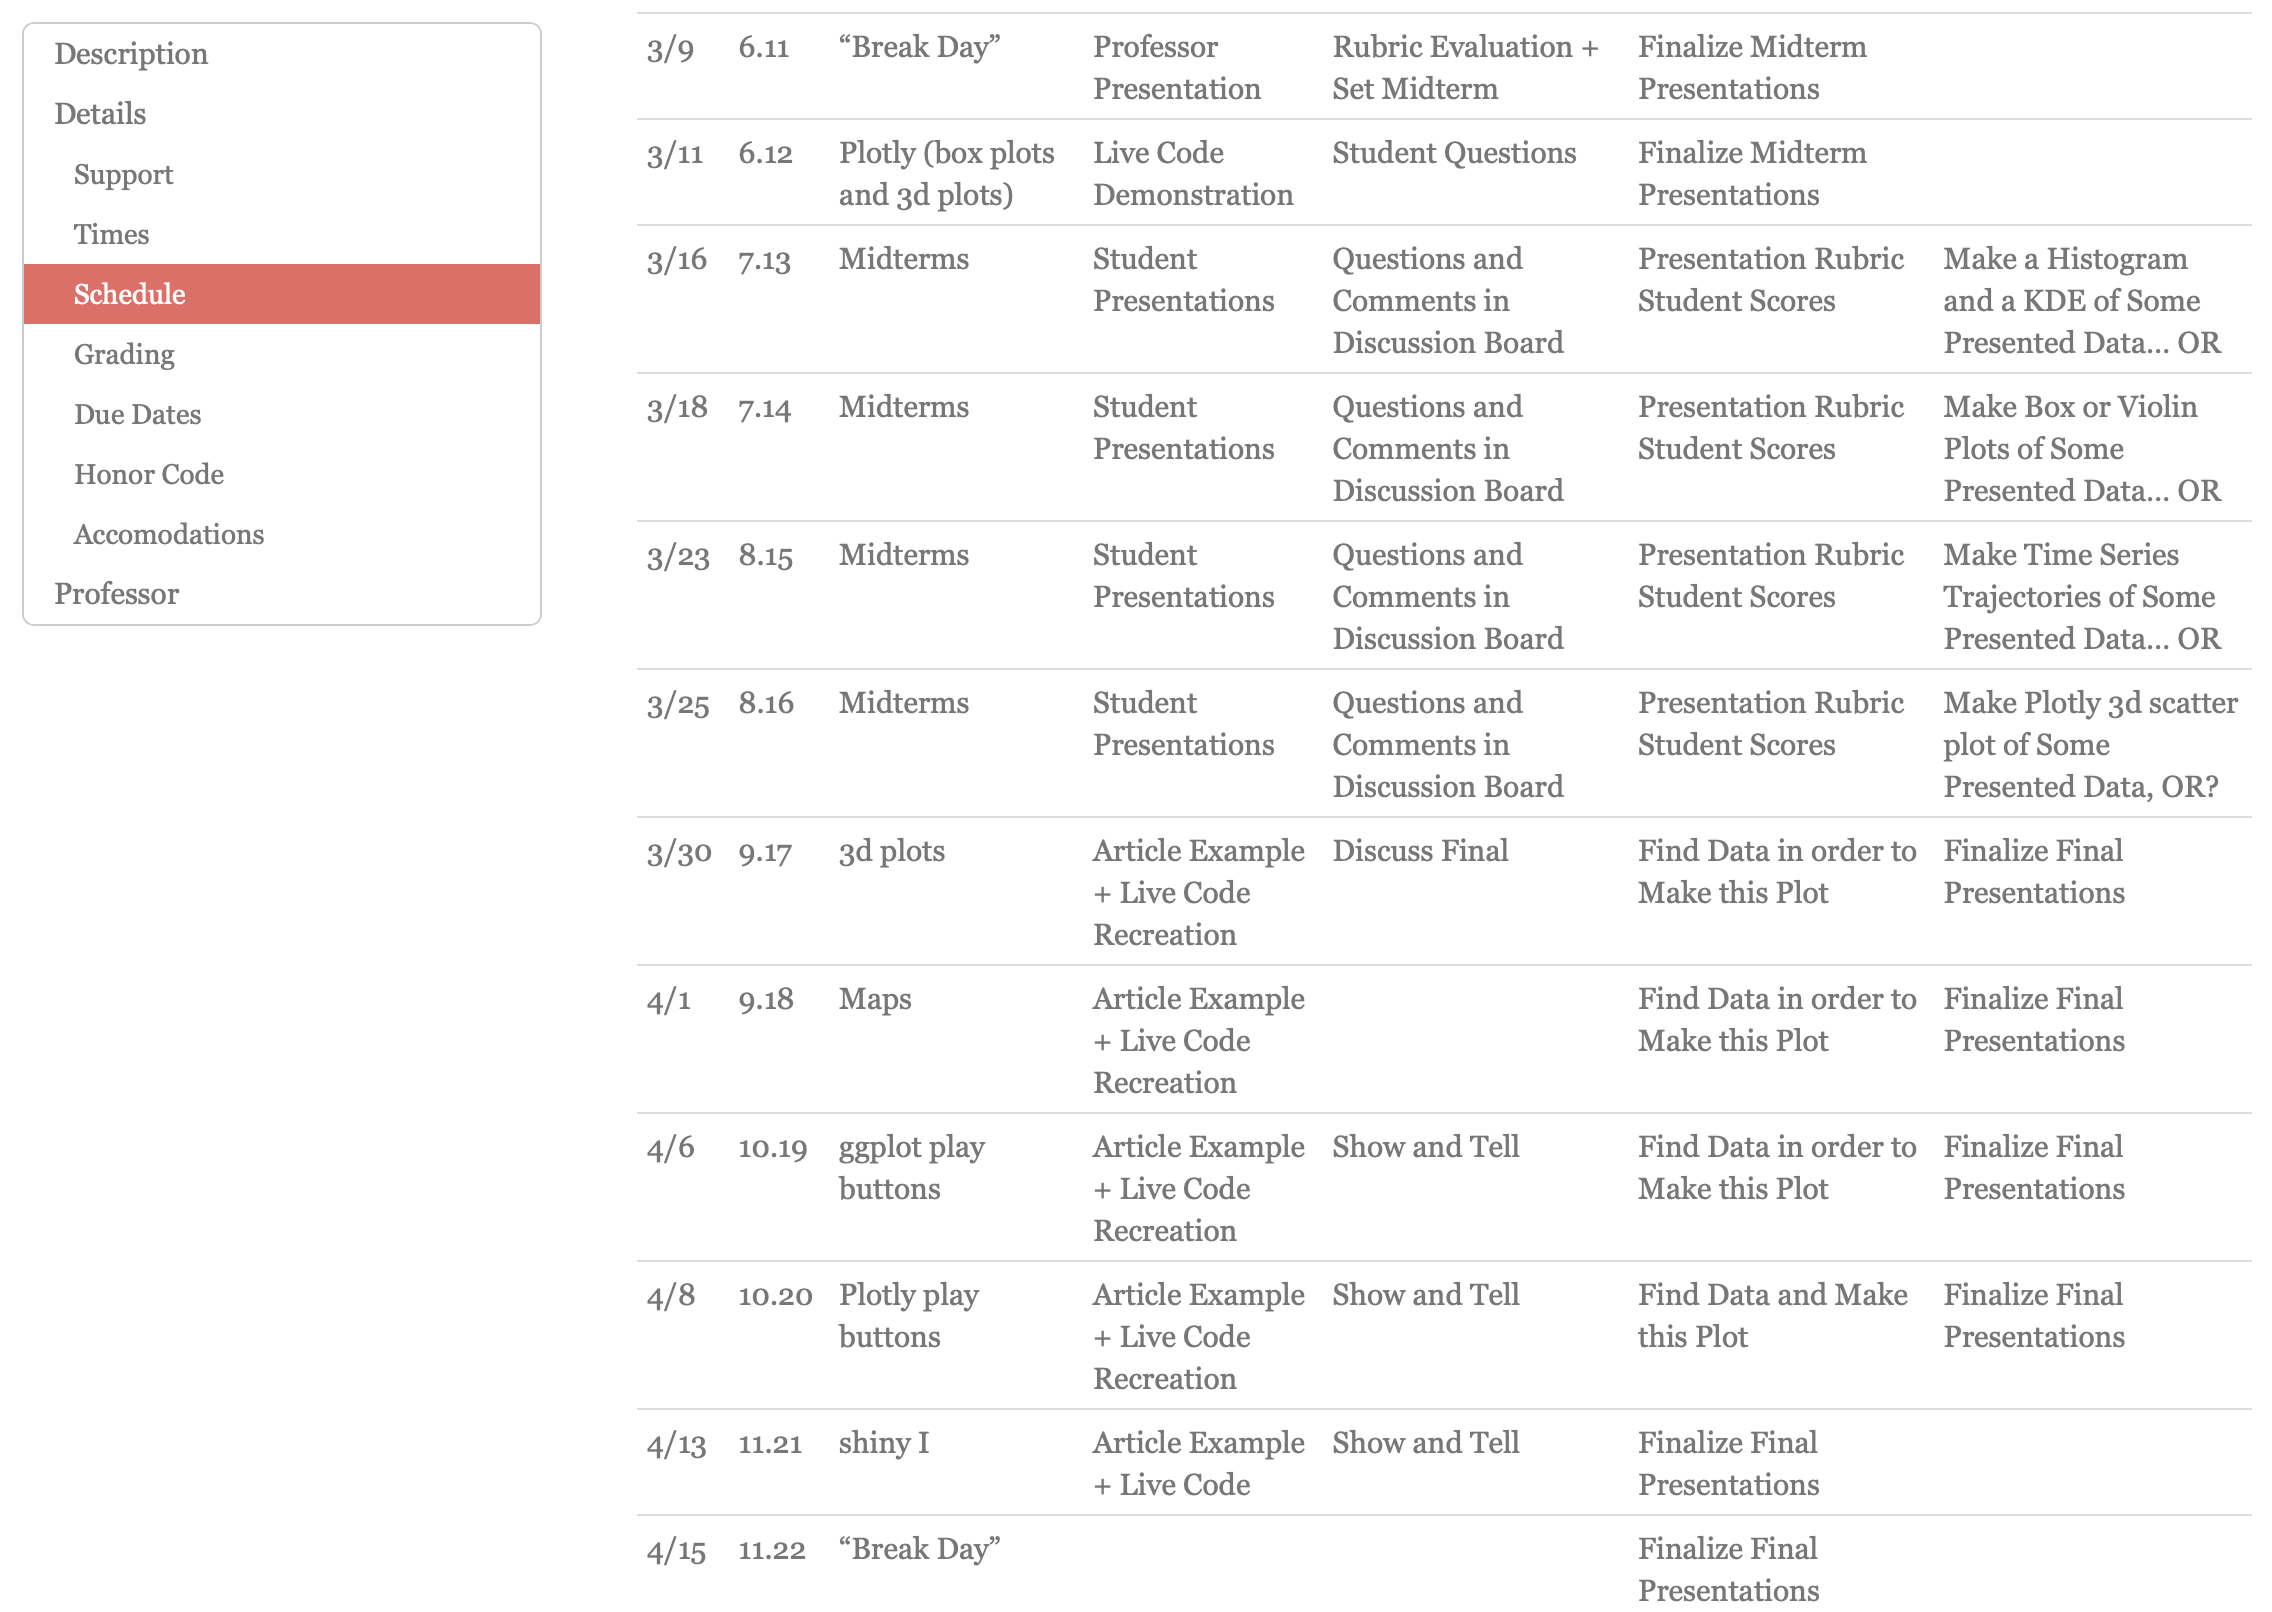 Description
Details
Support
Times
Schedule
Grading
Due Dates
Honor Code
Accomodations
Professor
3/9 6.11 “Break Day” Professor Rubric Evaluation + Finalize Midterm
Presentation Set Midterm Presentations
3/11 6.12 Plotly (box plots Live Code Student Questions Finalize Midterm
and 3d plots) Demonstration Presentations
3/16 7.13 Midterms Student Questions and Presentation Rubric Make a Histogram
Presentations Comments in Student Scores and a KDE of Some
Discussion Board Presented Data... OR
3/18 7.14 Midterms Student Questions and Presentation Rubric Make Box or Violin
Presentations Comments in Student Scores Plots of Some
Discussion Board Presented Data... OR
3/23 8.15 Midterms Student Questions and Presentation Rubric Make Time Series
Presentations Comments in Student Scores Trajectories of Some
Discussion Board Presented Data... OR
3/25 8.16 Midterms Student Questions and Presentation Rubric Make Plotly 3d scatter
Presentations Comments in Student Scores plot of Some
Discussion Board Presented Data, OR?
3/30 9.17 3d plots Article Example Discuss Final Find Data in order to Finalize Final
+ Live Code Make this Plot Presentations
Recreation
4/1 9.18 Maps Article Example Find Data in order to Finalize Final
+ Live Code Make this Plot Presentations
Recreation
4/6 10.19 ggplot play Article Example Show and Tell Find Data in order to Finalize Final
buttons + Live Code Make this Plot Presentations
Recreation
4/8 10.20 Plotly play Article Example Show and Tell Find Data and Make Finalize Final
buttons + Live Code this Plot Presentations
Recreation
4/13 11.21 shiny I Article Example Show and Tell Finalize Final
+ Live Code Presentations
4/15 11.22 “Break Day” Finalize Final
Presentations